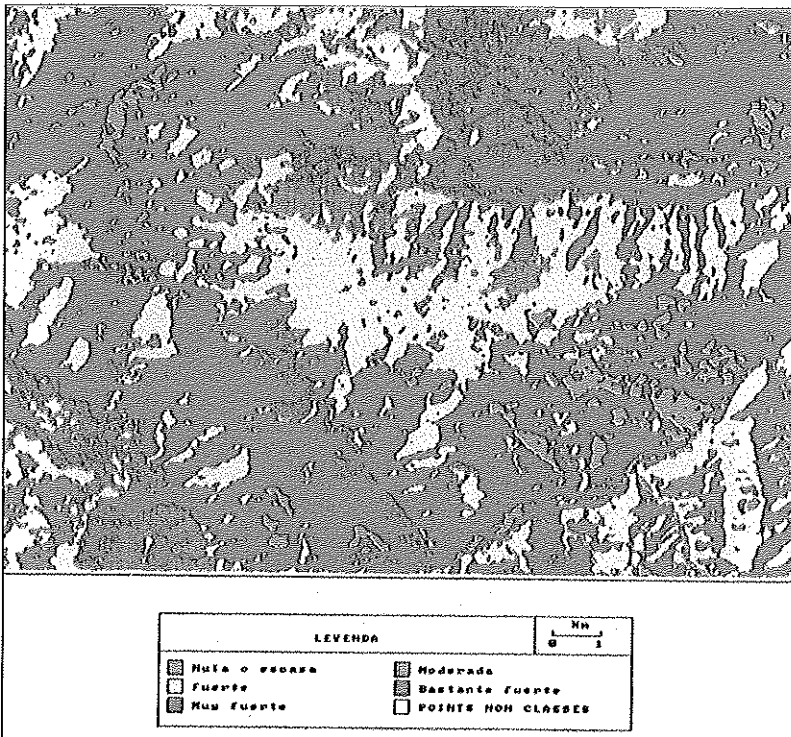 LEYENDA
Km
0 1
Nula o escasa
Moderada
Fuerte
Bastante fuerte
Muy fuerte
POINTS NON CLASSES